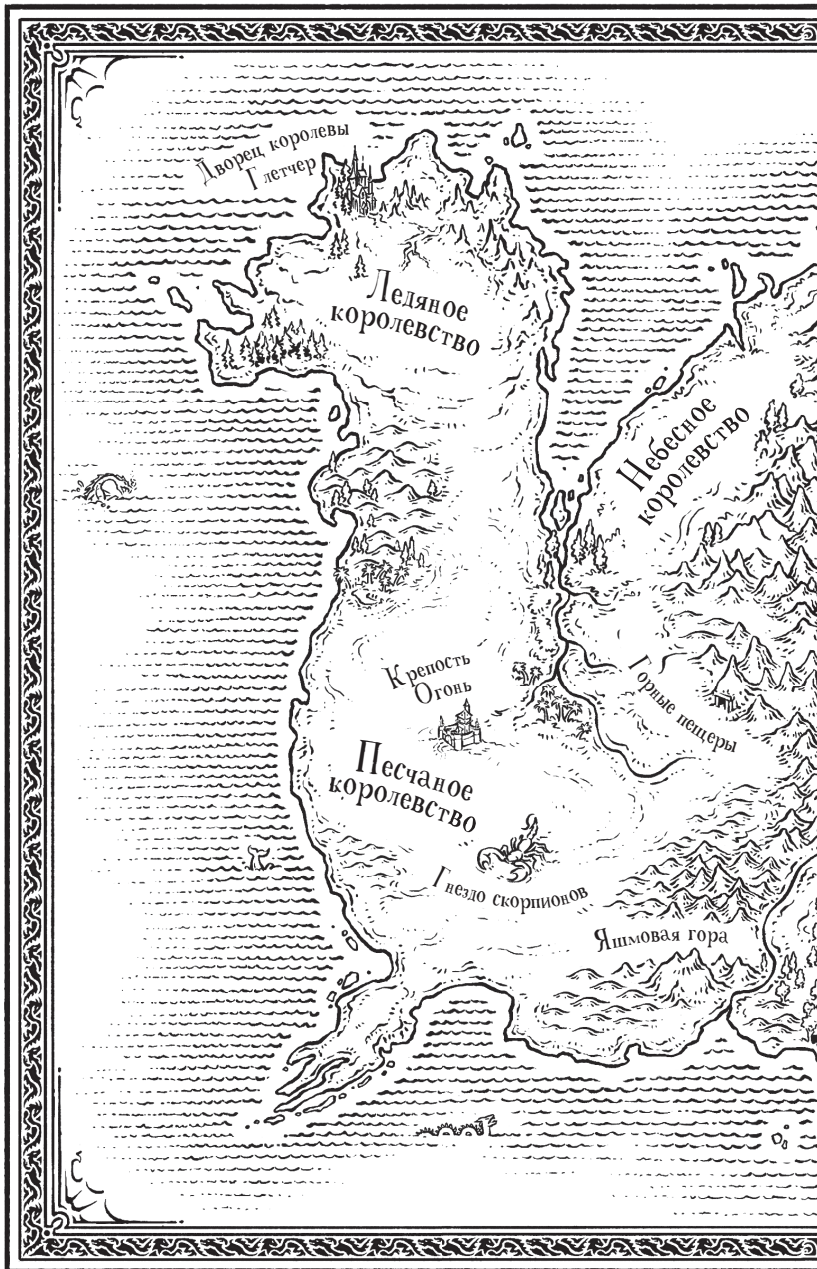 Дворец королевы
Глетчер
Ледяное
королевство
Небесное
королевство
Крепость
Огонь
Горные пещеры
Песчаное
королевство
Гнездо скорпионов
Яшмовая гора